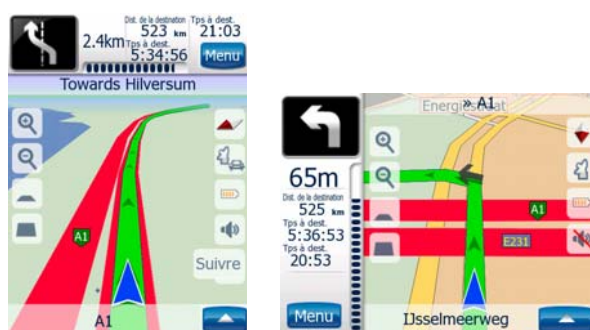 Dist. de la destination
523 km
Tps à dest.
21:03
2.4km
Tps à dest.
5:34:56
Menu
Towards Hilversum
A1
Suivre
A1
» A1
65m
Dist. de la destination
525 km
Tps à dest.
5:36:53
Tps à dest.
20:53
Menu
A1
E231
IJsselmeerweg